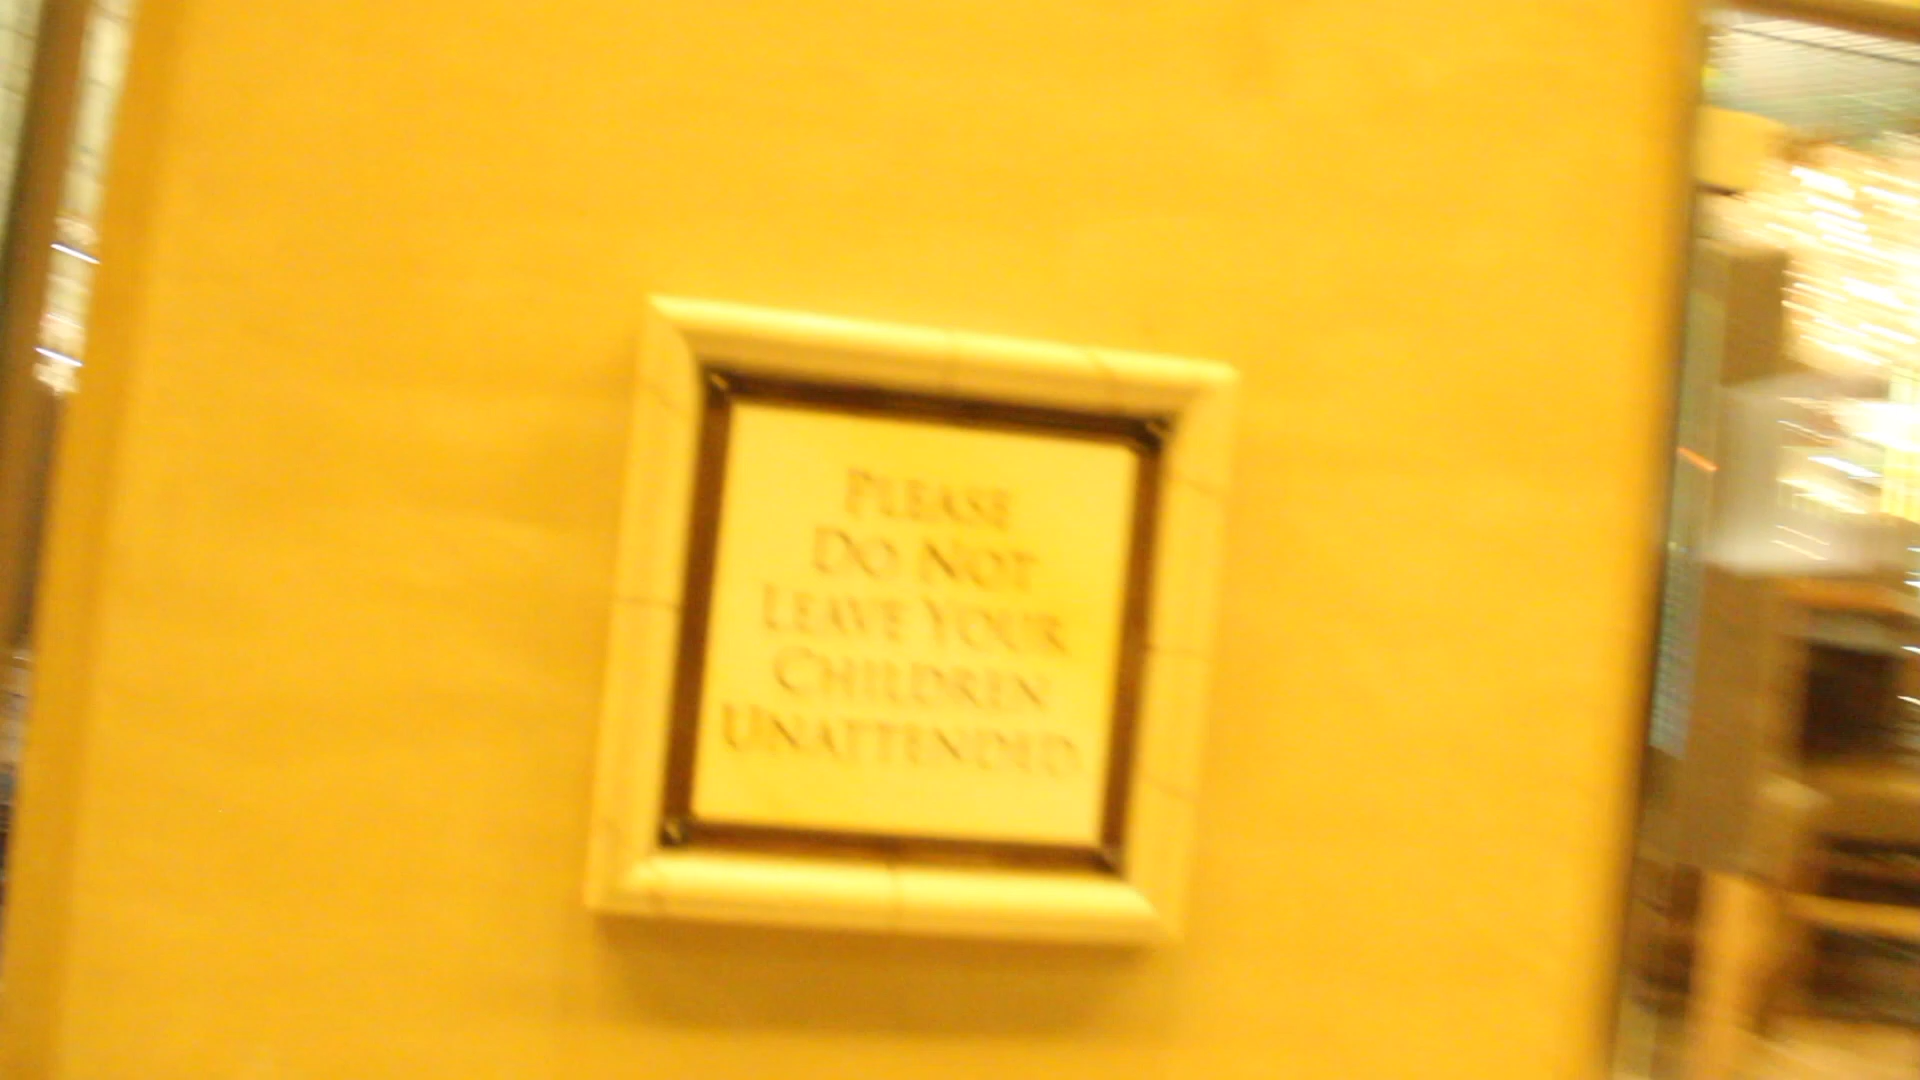 PLEASE
DO NOT
LEAVE YOUR
CHILDREN
UNATTENDED.